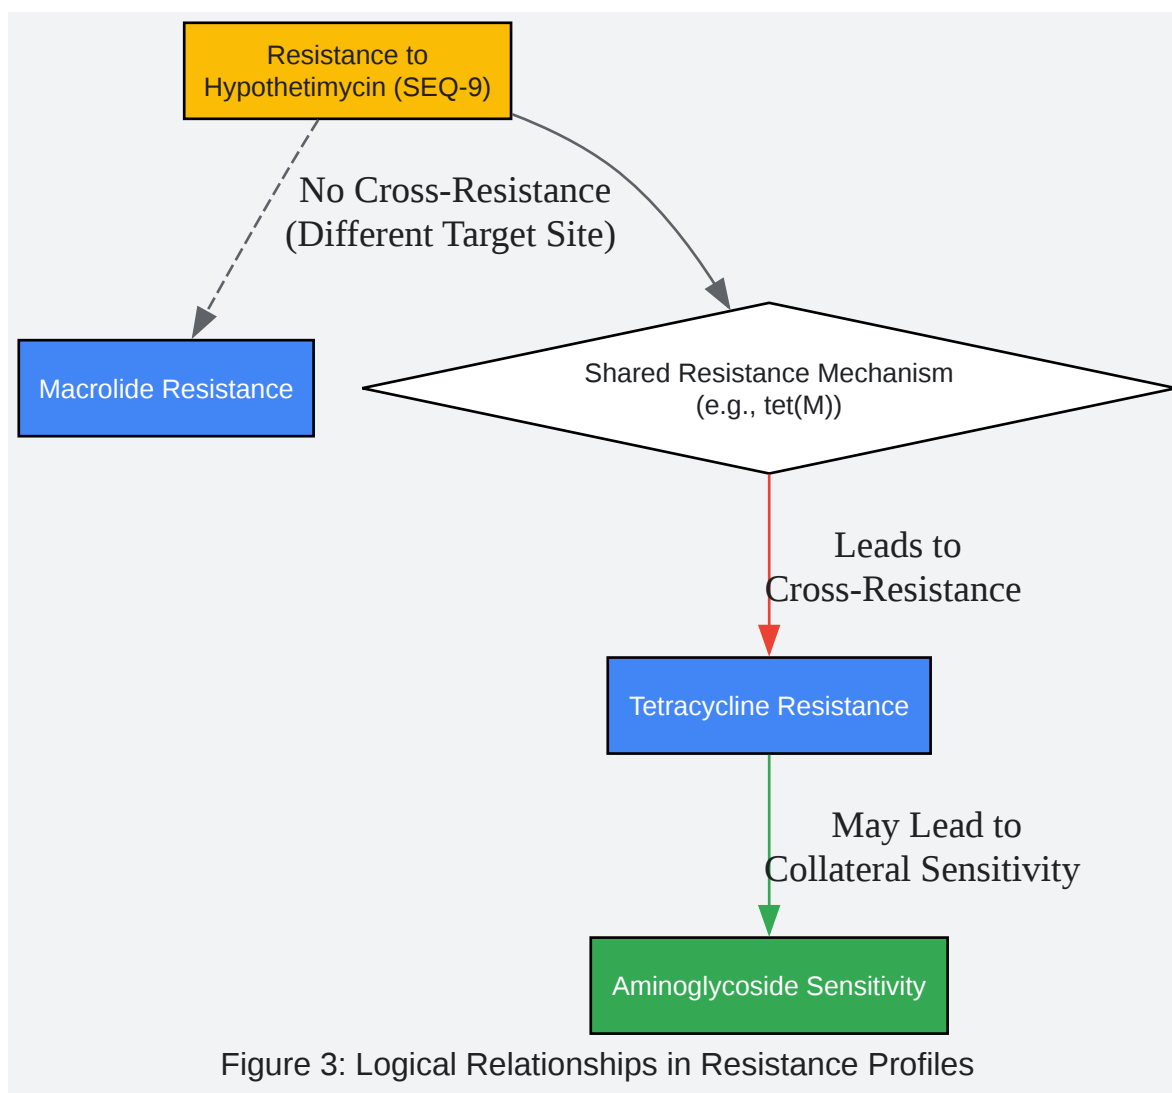 Resistance to
Hypothetimycin (SEQ-9)
No Cross-Resistance
(Different Target Site)
Macrolide Resistance
Shared Resistance Mechanism
(e.g., tet(M))
Leads to
Cross-Resistance
Tetracycline Resistance
May Lead to
Collateral Sensitivity
Aminoglycoside Sensitivity
Figure 3: Logical Relationships in Resistance Profiles